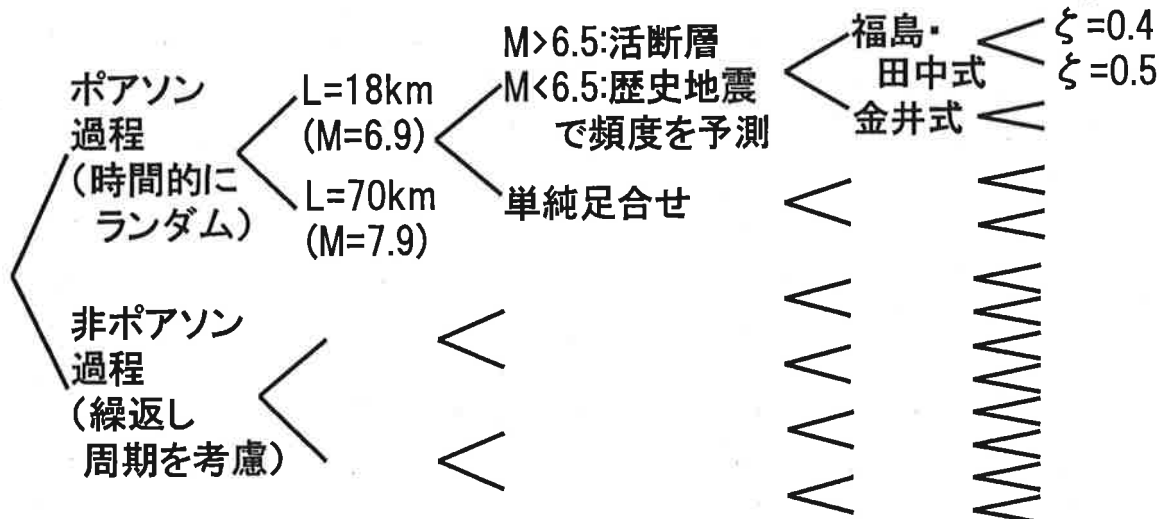 ポアソン
過程
(時間的に
ランダム)
L=18km
(M=6.9)
L=70km
(M=7.9)
M>6.5:活断層
M<6.5:歴史地震
で頻度を予測
単純足合せ
福島・
田中式
金井式
ζ=0.4
ζ=0.5
非ポアソン
過程
(繰返し
周期を考慮)